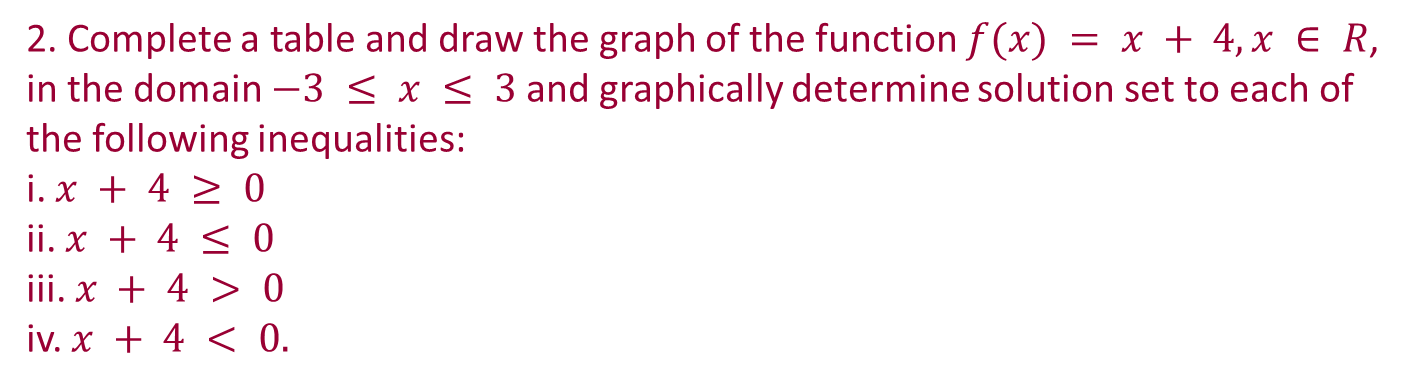 2. Complete a table and draw the graph of the function f(x) = x + 4, x ∈ R,
in the domain −3 ≤ x ≤ 3 and graphically determine solution set to each of
the following inequalities:
i. x + 4 ≥ 0
ii. x + 4 ≤ 0
iii. x + 4 > 0
iv. x + 4 < 0.